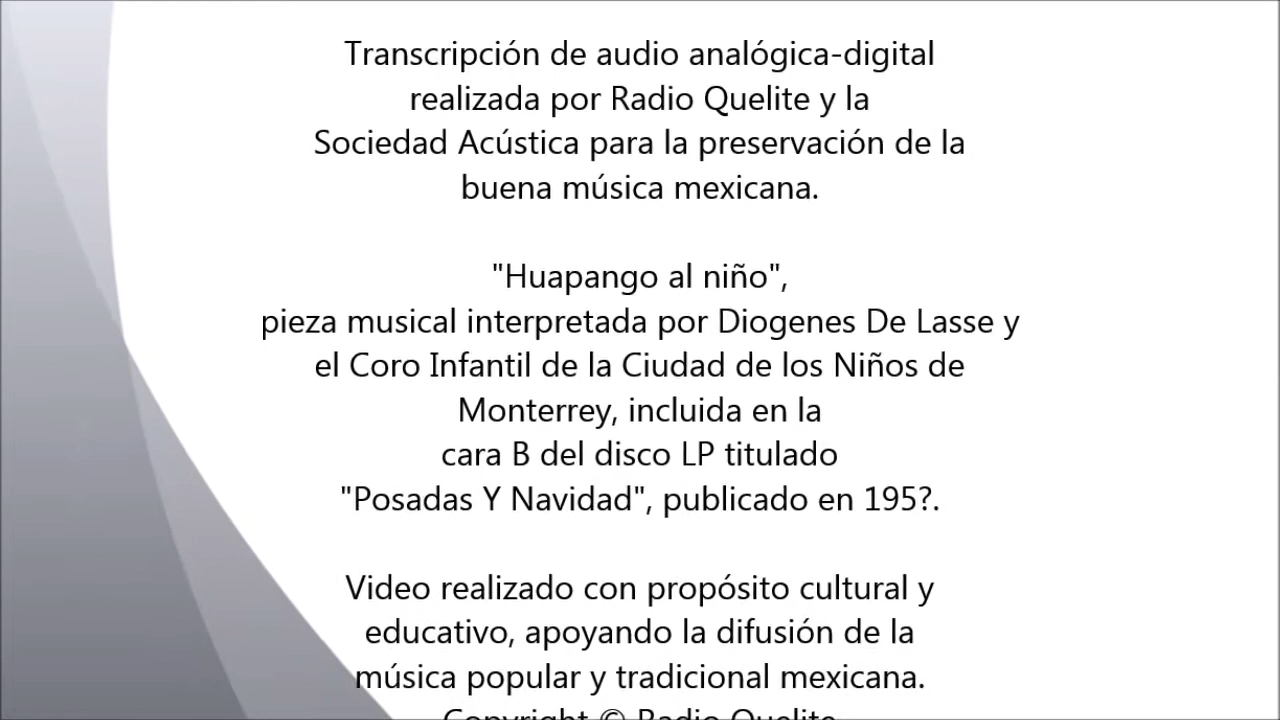 Transcripción de audio analógica-digital
realizada por Radio Quelite y la
Sociedad Acústica para la preservación de la
buena música mexicana.
"Huapango al niño",
pieza musical interpretada por Diogenes De Lasse y
el Coro Infantil de la Ciudad de los Niños de
Monterrey, incluida en la
cara B del disco LP titulado
"Posadas Y Navidad", publicado en 195?.
Video realizado con propósito cultural y
educativo, apoyando la difusión de la
música popular y tradicional mexicana.
Copyright © Radio Quelite